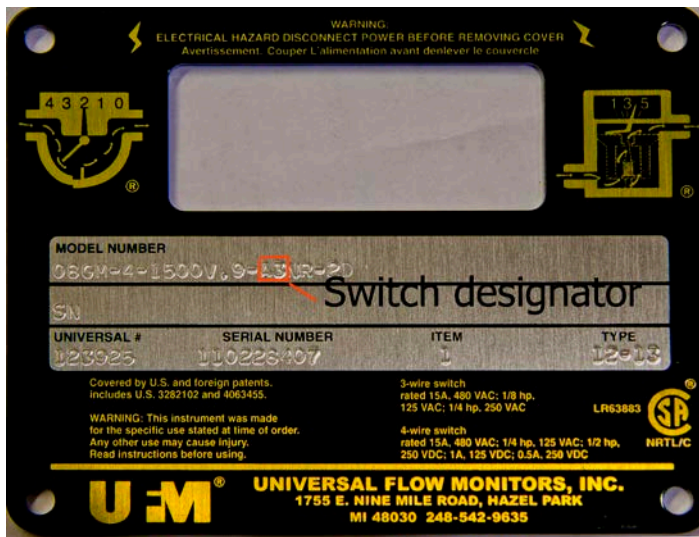 WARNING:
ELECTRICAL HAZARD DISCONNECT POWER BEFORE REMOVING COVER
Avertissement. Couper L'alimentation avant denlever le couvercle
4 3 2 1 0
®
1 3 5
®
MODEL NUMBER
08GM-4-1500V.9-A3NR-2D
Switch designator
SN
UNIVERSAL # SERIAL NUMBER ITEM TYPE
123925 110228407 1 12@13
Covered by U.S. and foreign patents.
includes U.S. 3282102 and 4063455.
WARNING: This instrument was made
for the specific use stated at time of order.
Any other use may cause injury.
Read instructions before using.
3-wire switch
rated 15A, 480 VAC; 1/8 hp.
125 VAC; 1/4 hp, 250 VAC
4-wire switch
rated 15A, 480 VAC; 1/4 hp, 125 VAC; 1/2 hp,
250 VDC; 1A, 125 VDC; 0.5A, 250 VDC
LR63883
SA
®
NRTL/C
UFM®
UNIVERSAL FLOW MONITORS, INC.
1755 E. NINE MILE ROAD, HAZEL PARK
MI 48030 248-542-9635